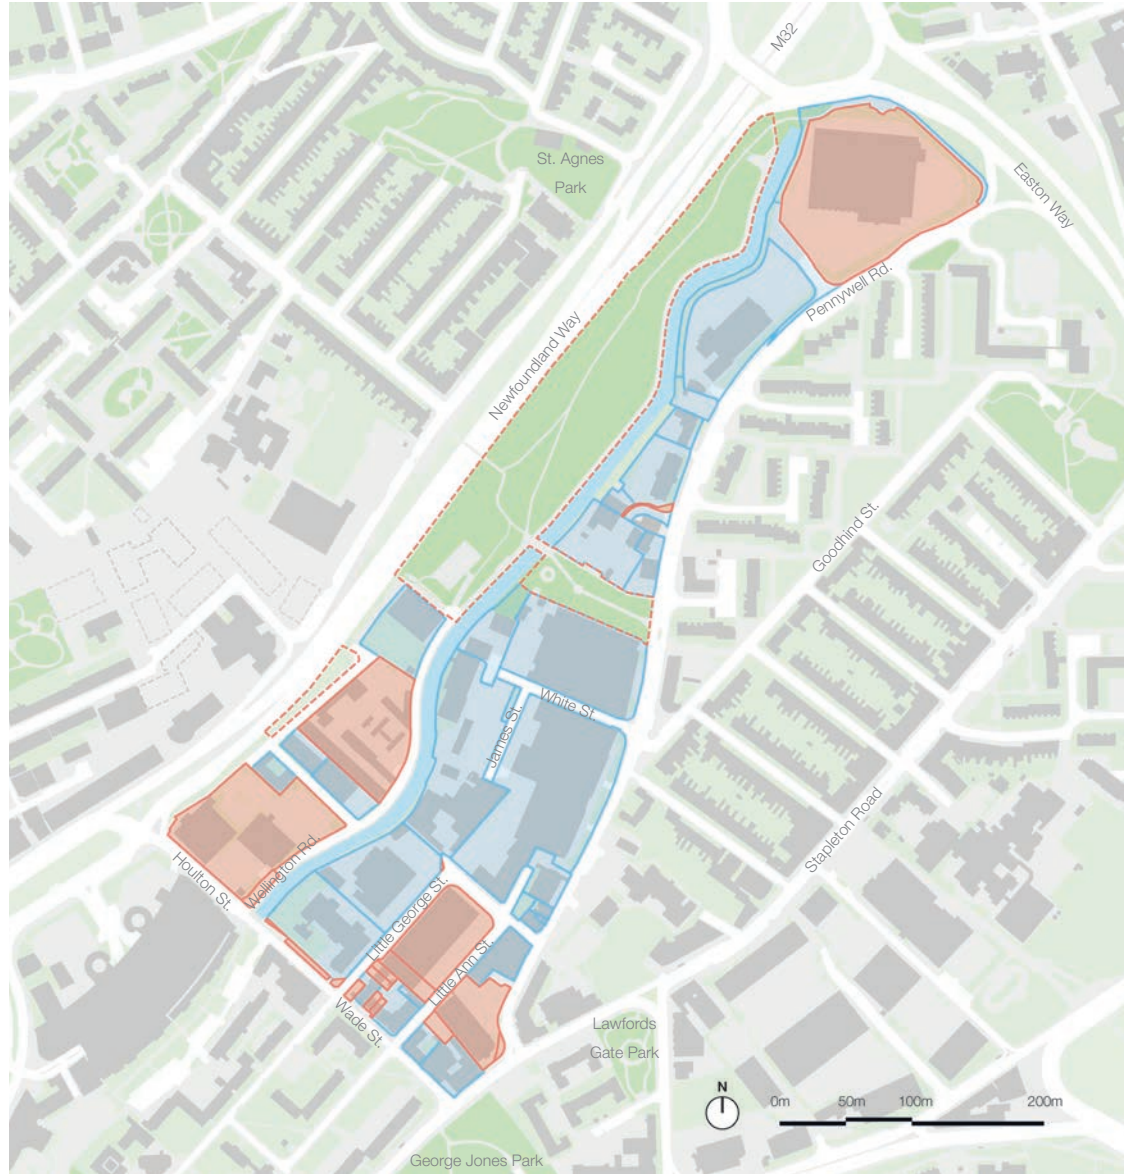 M32
St. Agnes
Park
Easton Way
Pennywell Rd.
Newfoundland Way
Goodhind St.
White St.
James St.
Stapleton Road
Houlton St.
Wellington Rd.
Little George St.
Little Ann St.
Wade St.
Lawfords
Gate Park
N
0m 50m 100m 200m
George Jones Park